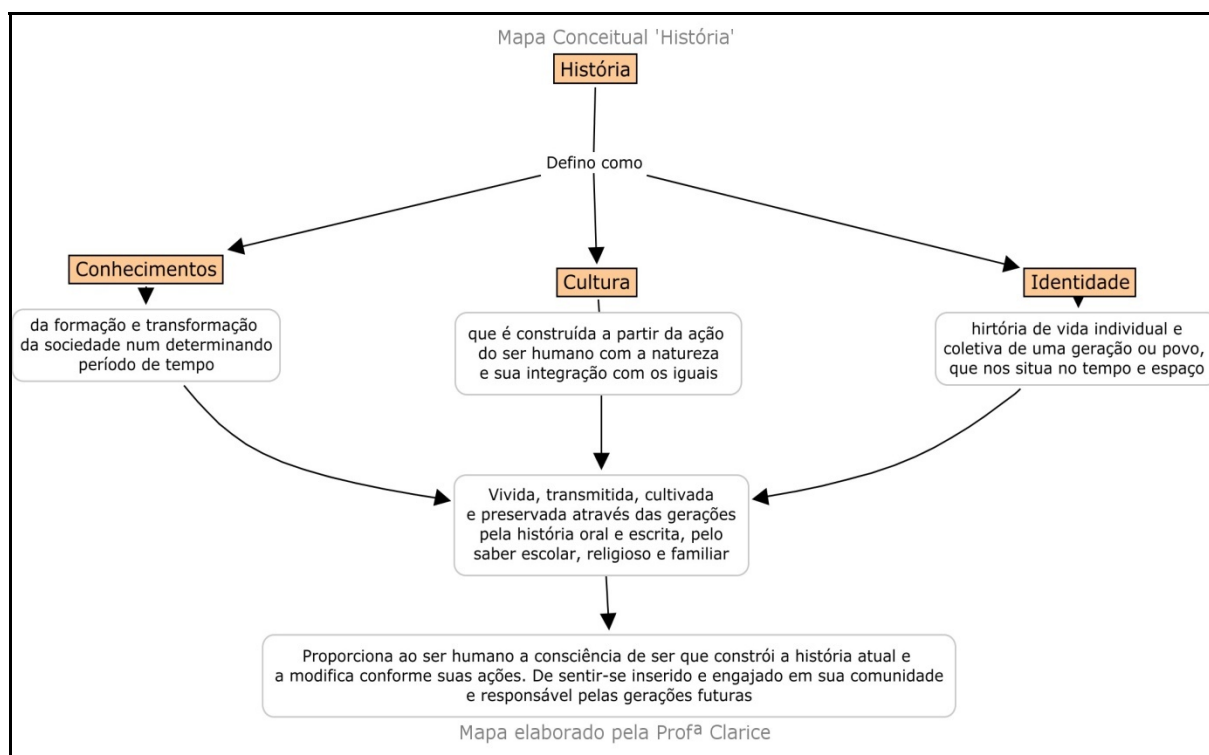 Mapa Conceitual 'História'
História
Defino como
Conhecimentos
da formação e transformação
da sociedade num determinando
período de tempo
Cultura
que é construída a partir da ação
do ser humano com a natureza
e sua integração com os iguais
Identidade
hirtória de vida individual e
coletiva de uma geração ou povo,
que nos situa no tempo e espaço
Vivida, transmitida, cultivada
e preservada através das gerações
pela história oral e escrita, pelo
saber escolar, religioso e familiar
Proporciona ao ser humano a consciência de ser que constrói a história atual e
a modifica conforme suas ações. De sentir-se inserido e engajado em sua comunidade
e responsável pelas gerações futuras
Mapa elaborado pela Profª Clarice